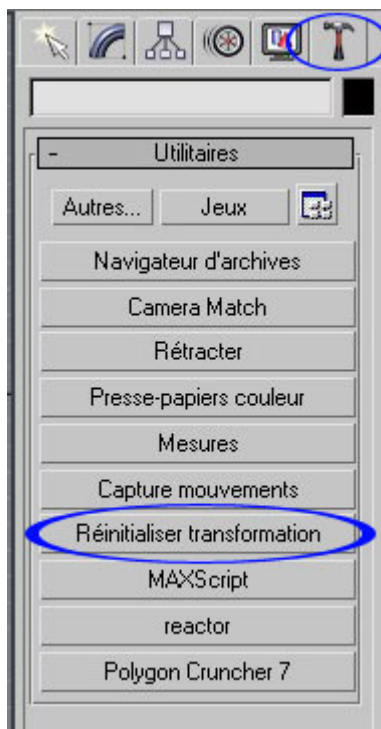 - Utilitaires
Autres... Jeux
Navigateur d'archives
Camera Match
Rétracter
Presse-papiers couleur
Mesures
Capture mouvements
Réinitialiser transformation
MAXScript
reactor
Polygon Cruncher 7